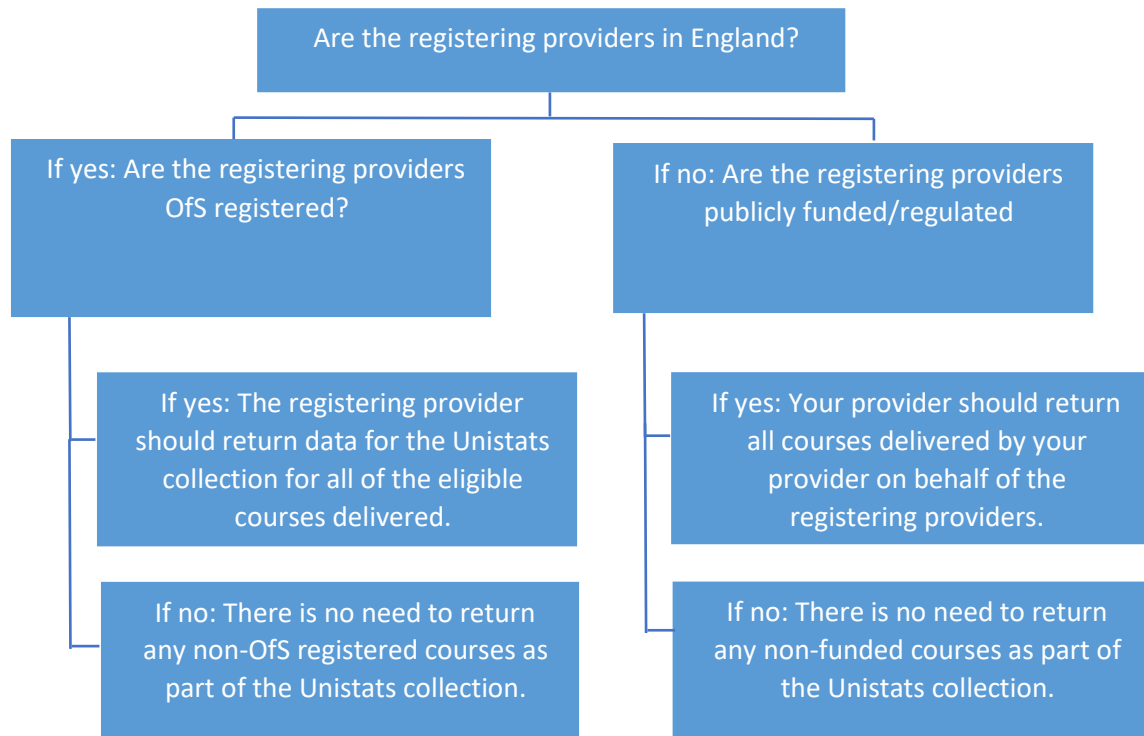 Are the registering providers in England?
If yes: Are the registering providers
OfS registered?
If no: Are the registering providers
publicly funded/regulated
If yes: The registering provider
should return data for the Unistats
collection for all of the eligible
courses delivered.
If yes: Your provider should return
all courses delivered by your
provider on behalf of the
registering providers.
If no: There is no need to return
any non-OfS registered courses as
part of the Unistats collection.
If no: There is no need to return
any non-funded courses as part of
the Unistats collection.